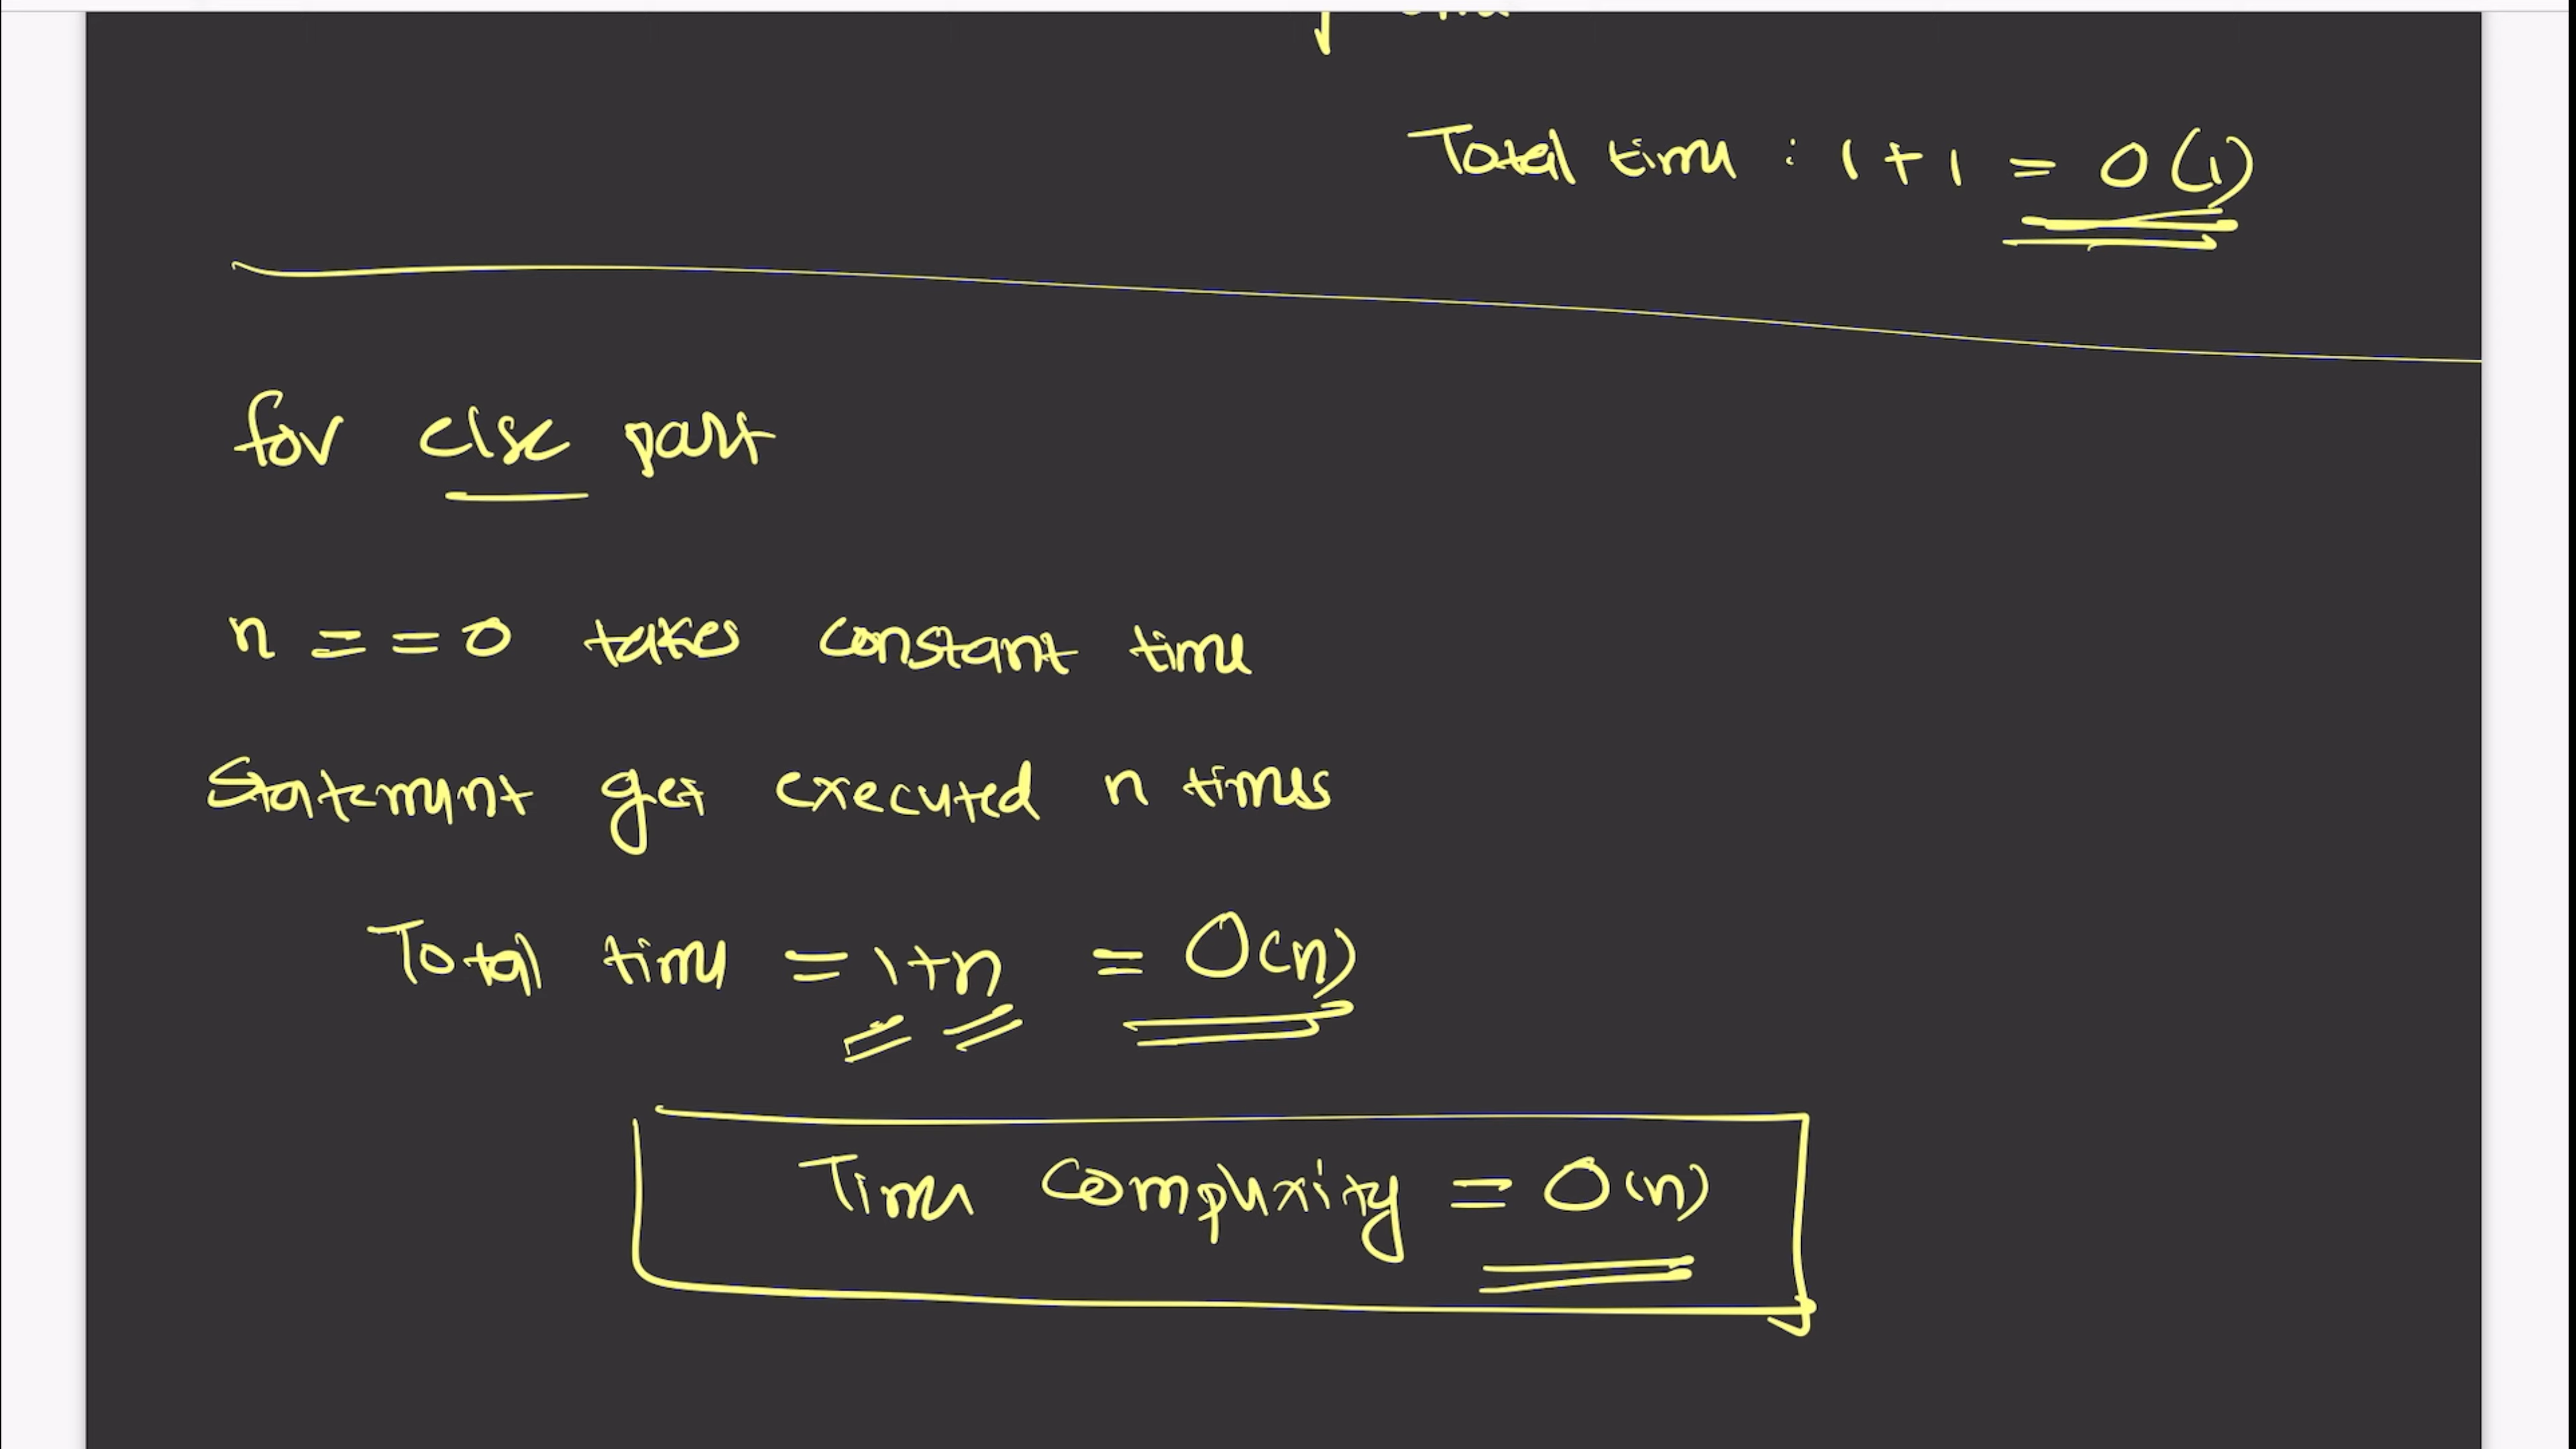 Total time : 1 + 1 = O(1)
for else part
n == 0 takes constant time
Statement get executed n times
Total time = 1+n = O(n)
Time Complexity = O(n)